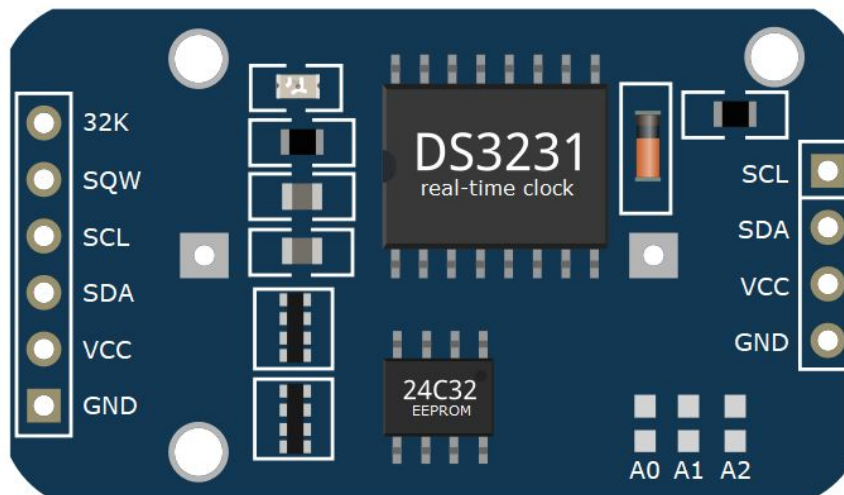 32K
SQW
SCL
SDA
VCC
GND
DS3231
real-time clock
24C32
EEPROM
SCL
SDA
VCC
GND
A0 A1 A2